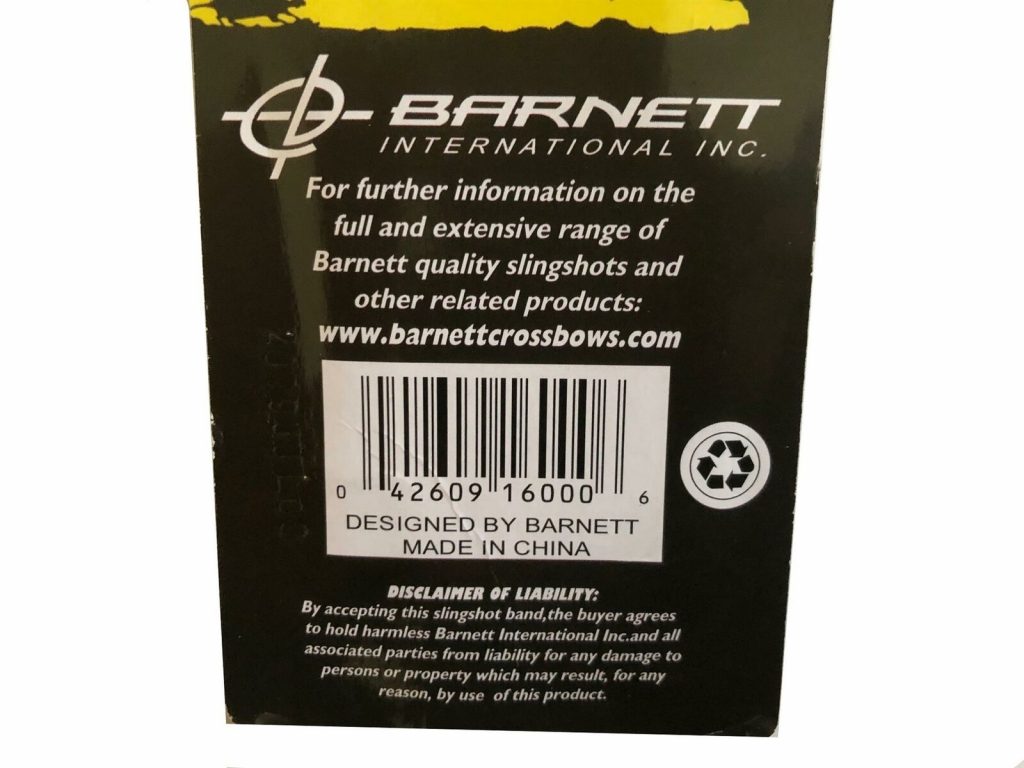 BARNETT
INTERNATIONAL INC.
For further information on the
full and extensive range of
Barnett quality slingshots and
other related products:
www.barnettcrossbows.com
0 42609 16000 6
DESIGNED BY BARNETT
MADE IN CHINA
DISCLAIMER OF LIABILITY:
By accepting this slingshot band,the buyer agrees
to hold harmless Barnett International Inc.and all
associated parties from liability for any damage to
persons or property which may result, for any
reason, by use of this product.